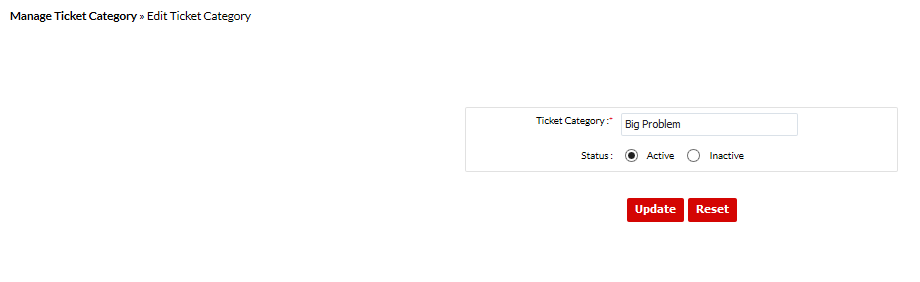 Manage Ticket Category » Edit Ticket Category
Ticket Category :* Big Problem
Status : Active Inactive
Update Reset